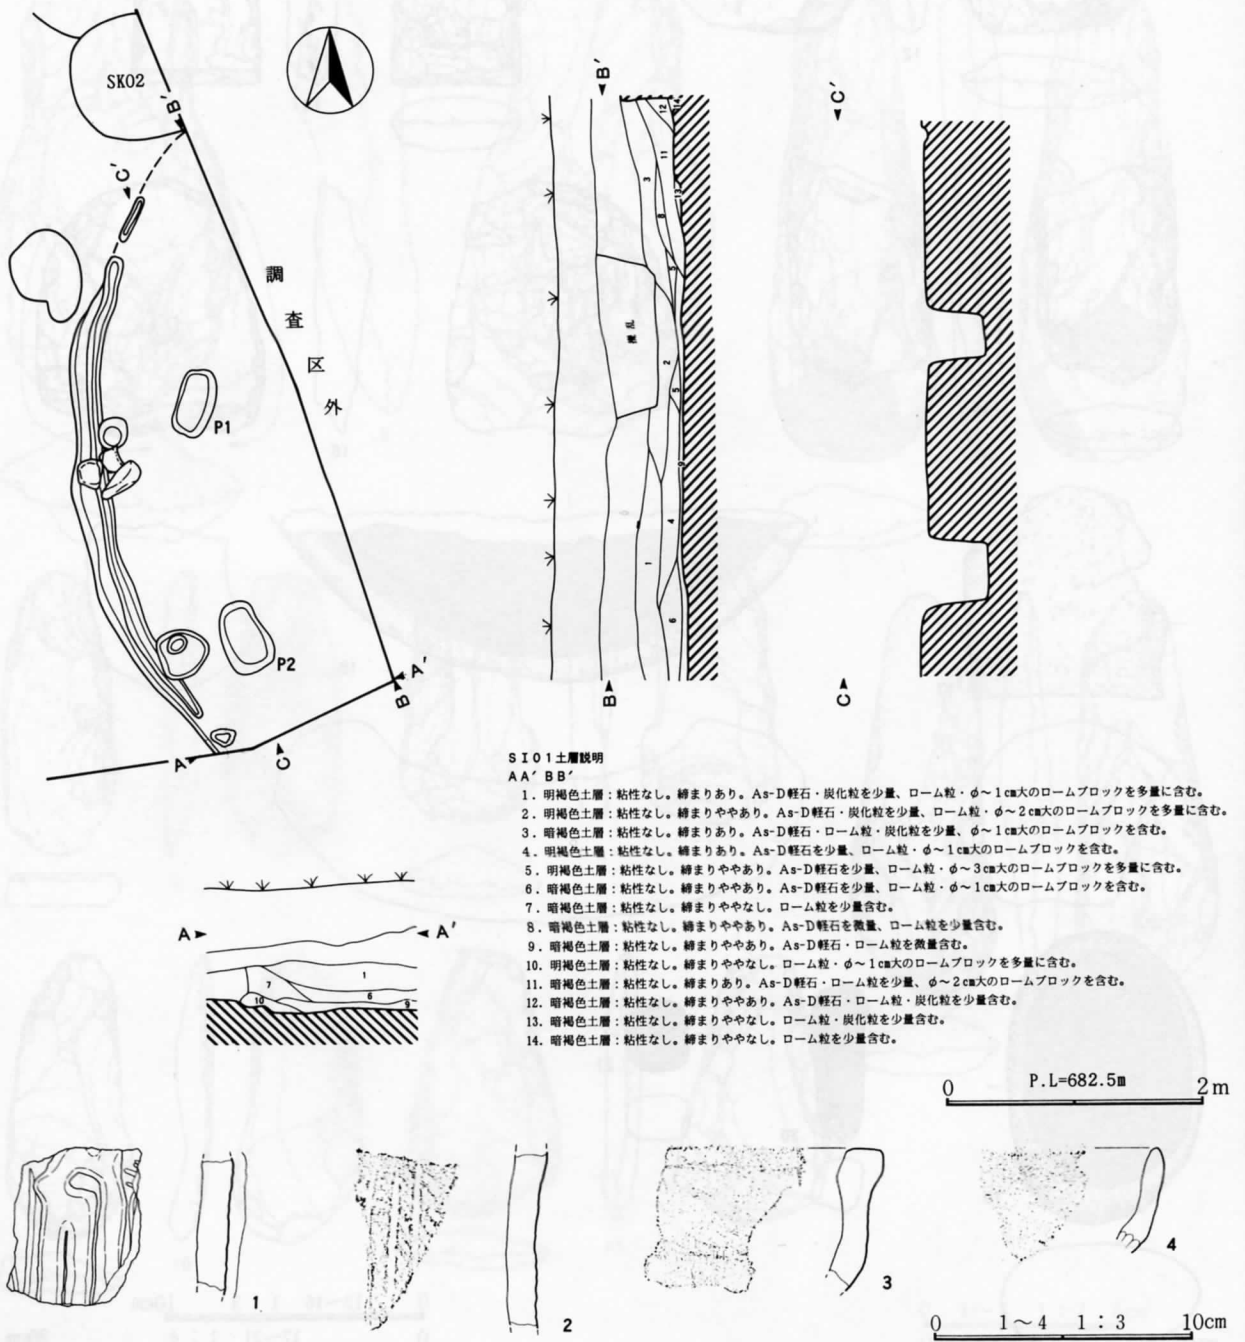 SK02
B'
C'
調査区外
P1
P2
A'
B
A
C
B'
12
14
11
3
13
8
5
撹乱
2
5
9
4
1
6
B
C'
C
SI01土層説明
AA' BB'
1. 明褐色土層：粘性なし。締まりあり。As-D軽石・炭化粒を少量、ローム粒・φ～1cm大のロームブロックを多量に含む。
2. 明褐色土層：粘性なし。締まりややあり。As-D軽石・炭化粒を少量、ローム粒・φ～2cm大のロームブロックを多量に含む。
3. 暗褐色土層：粘性なし。締まりあり。As-D軽石・ローム粒・炭化粒を少量、φ～1cm大のロームブロックを含む。
4. 明褐色土層：粘性なし。締まりあり。As-D軽石を少量、ローム粒・φ～1cm大のロームブロックを含む。
5. 明褐色土層：粘性なし。締まりややあり。As-D軽石を少量、ローム粒・φ～3cm大のロームブロックを多量に含む。
6. 暗褐色土層：粘性なし。締まりややあり。As-D軽石を少量、ローム粒・φ～1cm大のロームブロックを含む。
7. 暗褐色土層：粘性なし。締まりややなし。ローム粒を少量含む。
8. 暗褐色土層：粘性なし。締まりややあり。As-D軽石を微量、ローム粒を少量含む。
9. 暗褐色土層：粘性なし。締まりややあり。As-D軽石・ローム粒を微量含む。
10. 明褐色土層：粘性なし。締まりややなし。ローム粒・φ～1cm大のロームブロックを多量に含む。
11. 暗褐色土層：粘性なし。締まりあり。As-D軽石・ローム粒を少量、φ～2cm大のロームブロックを含む。
12. 暗褐色土層：粘性なし。締まりややあり。As-D軽石・ローム粒・炭化粒を少量含む。
13. 暗褐色土層：粘性なし。締まりややなし。ローム粒・炭化粒を少量含む。
14. 暗褐色土層：粘性なし。締まりややなし。ローム粒を少量含む。
A A'
1
7
6
10
9
0 P.L=682.5m 2m
1
2
3
4
0 1～4 1：3 10cm